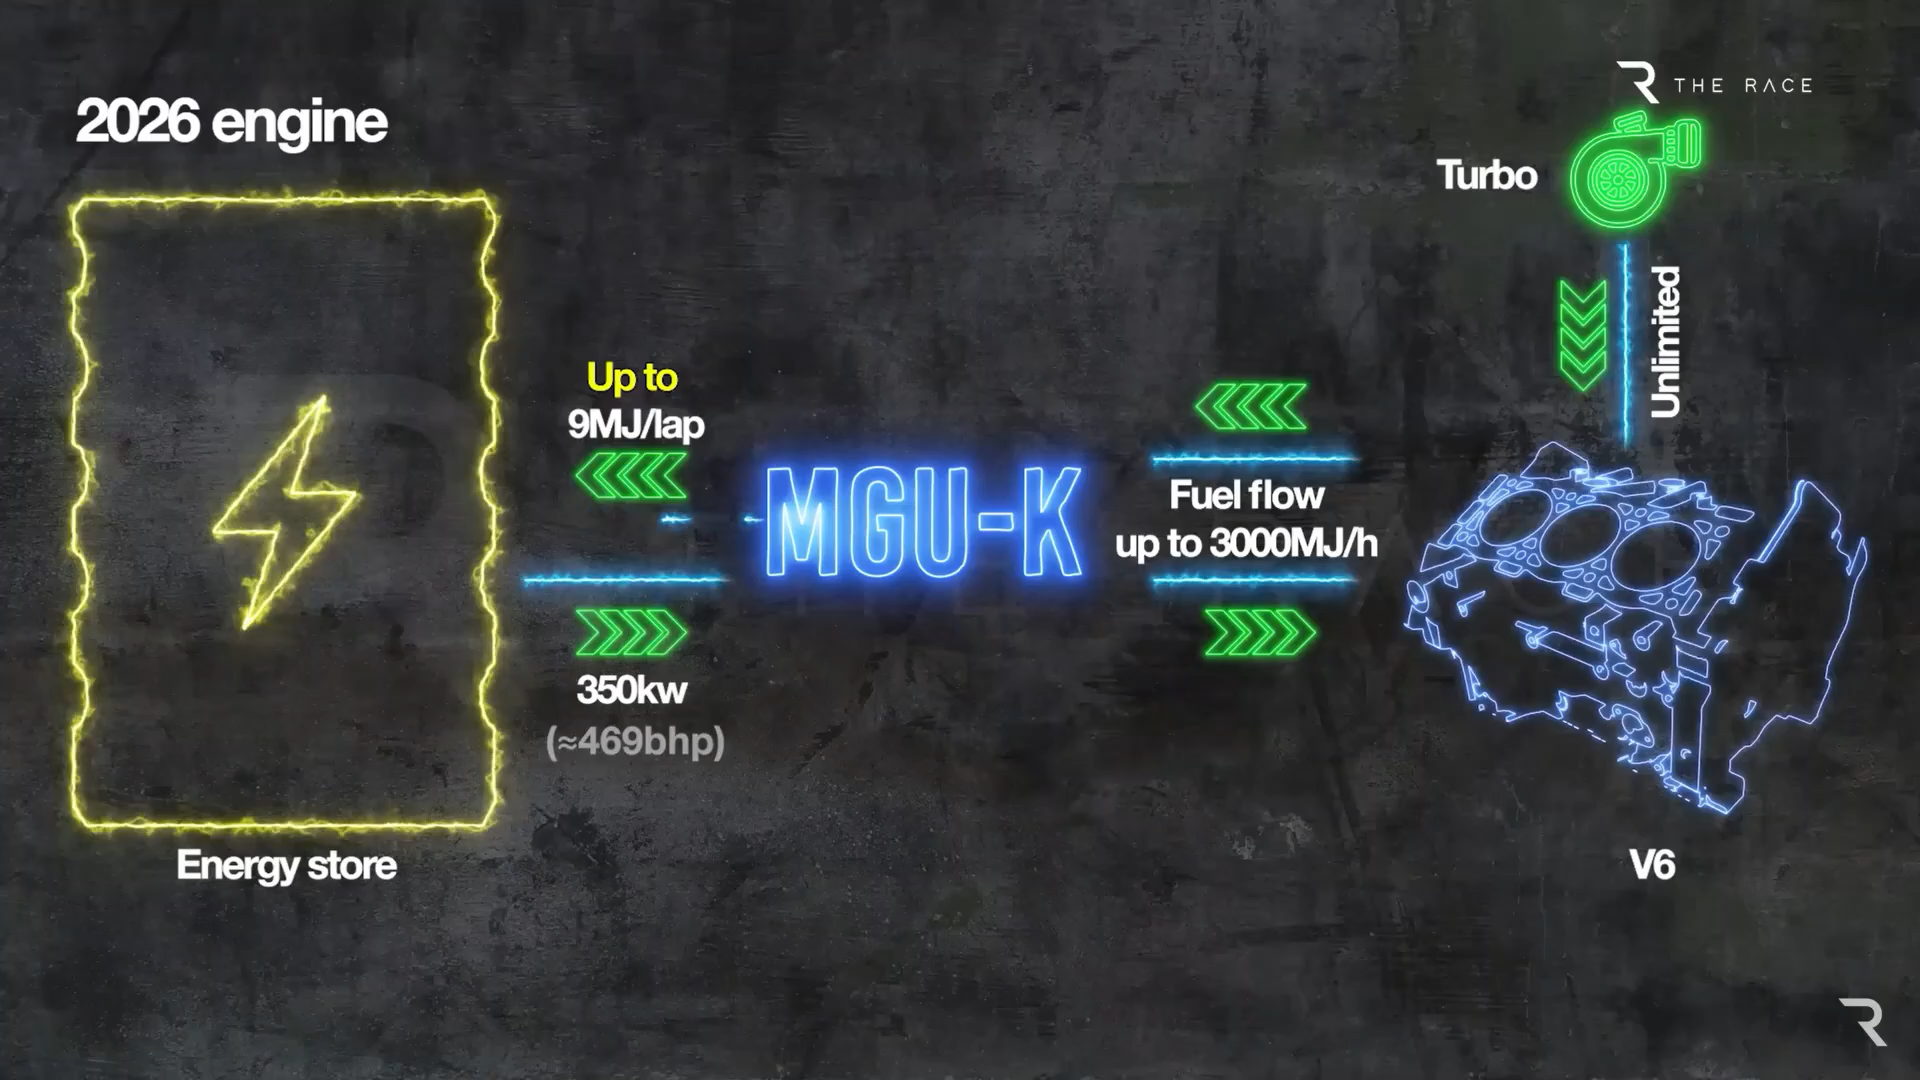 THE RACE
2026 engine
Turbo
Unlimited
Up to
9MJ/lap
MGU-K
Fuel flow
up to 3000MJ/h
350kw
(≈469bhp)
Energy store
V6